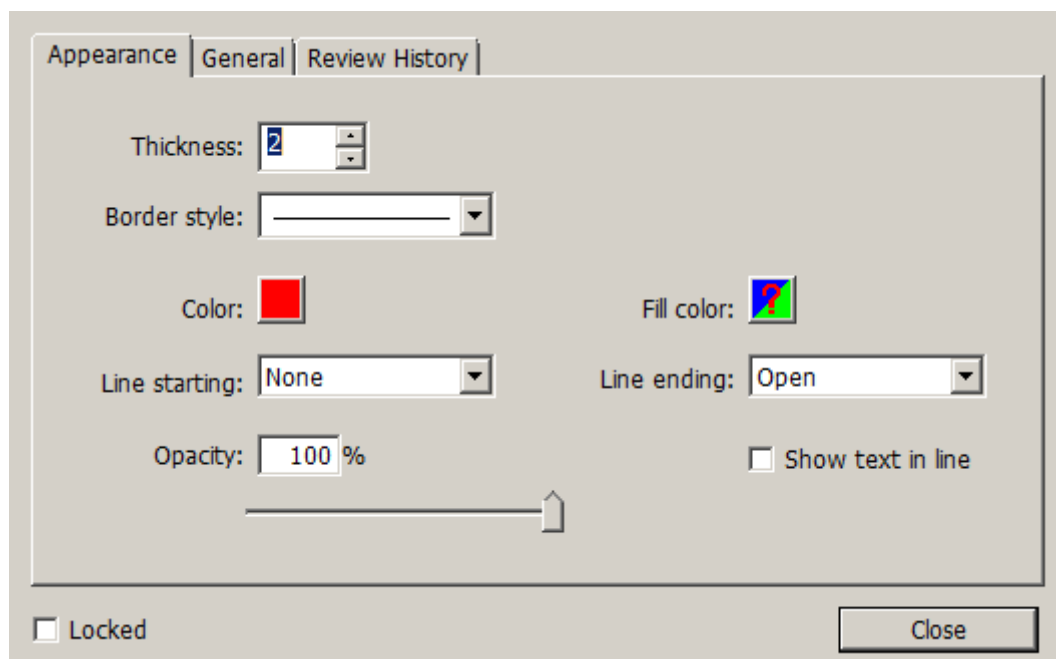 Appearance General Review History
Thickness: 2
Border style:
Color: Fill color: ?
Line starting: None Line ending: Open
Opacity: 100 % Show text in line
Locked Close